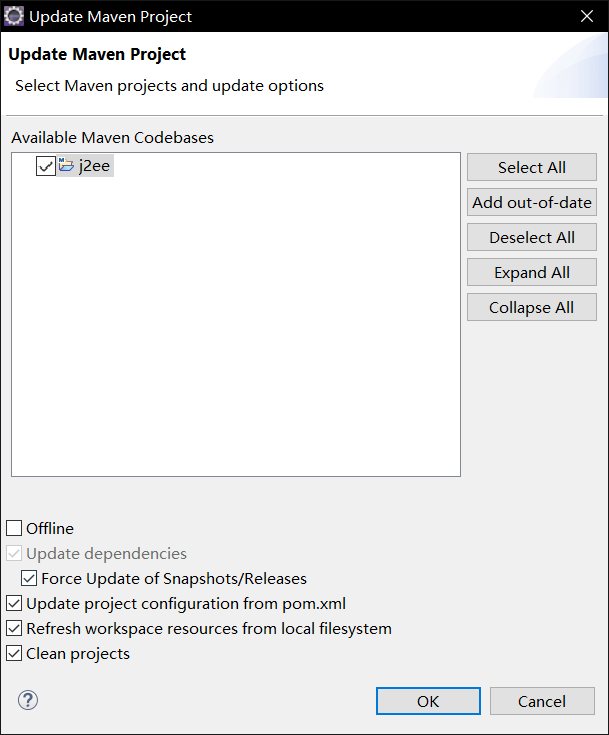 Update Maven Project
Update Maven Project
Select Maven projects and update options
Available Maven Codebases
j2ee
Select All
Add out-of-date
Deselect All
Expand All
Collapse All
Offline
Update dependencies
Force Update of Snapshots/Releases
Update project configuration from pom.xml
Refresh workspace resources from local filesystem
Clean projects
?
OK
Cancel